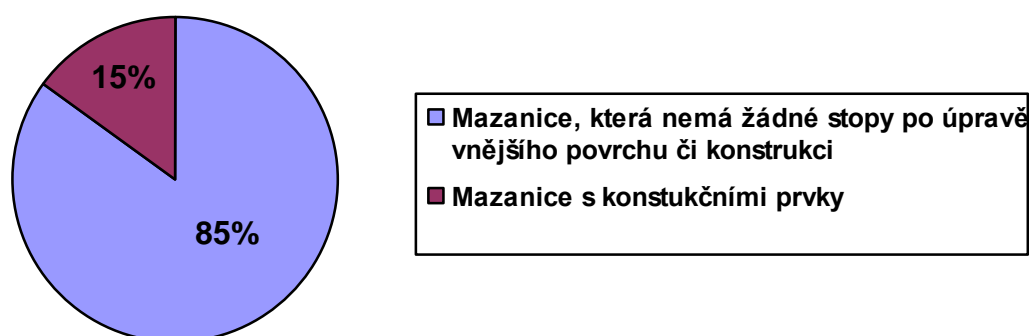 15%
85%
Mazanice, která nemá žádné stopy po úpravě
vnějšího povrchu či konstrukci
Mazanice s konstukčními prvky